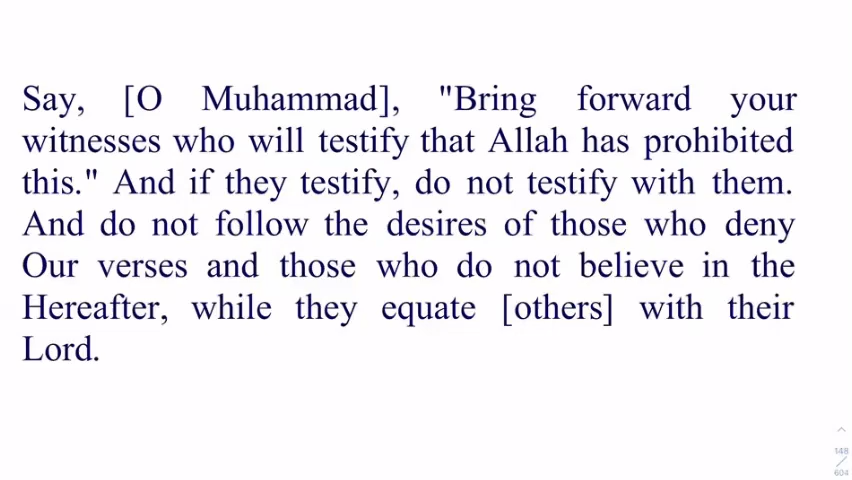 Say, [O Muhammad], "Bring forward your
witnesses who will testify that Allah has prohibited
this." And if they testify, do not testify with them.
And do not follow the desires of those who deny
Our verses and those who do not believe in the
Hereafter, while they equate [others] with their
Lord.
148
604